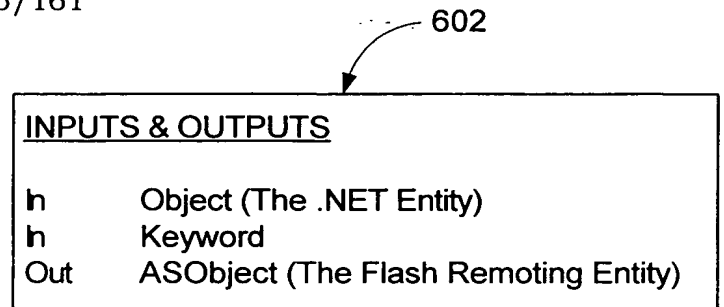 602
INPUTS & OUTPUTS
In Object (The .NET Entity)
In Keyword
Out ASObject (The Flash Remoting Entity)